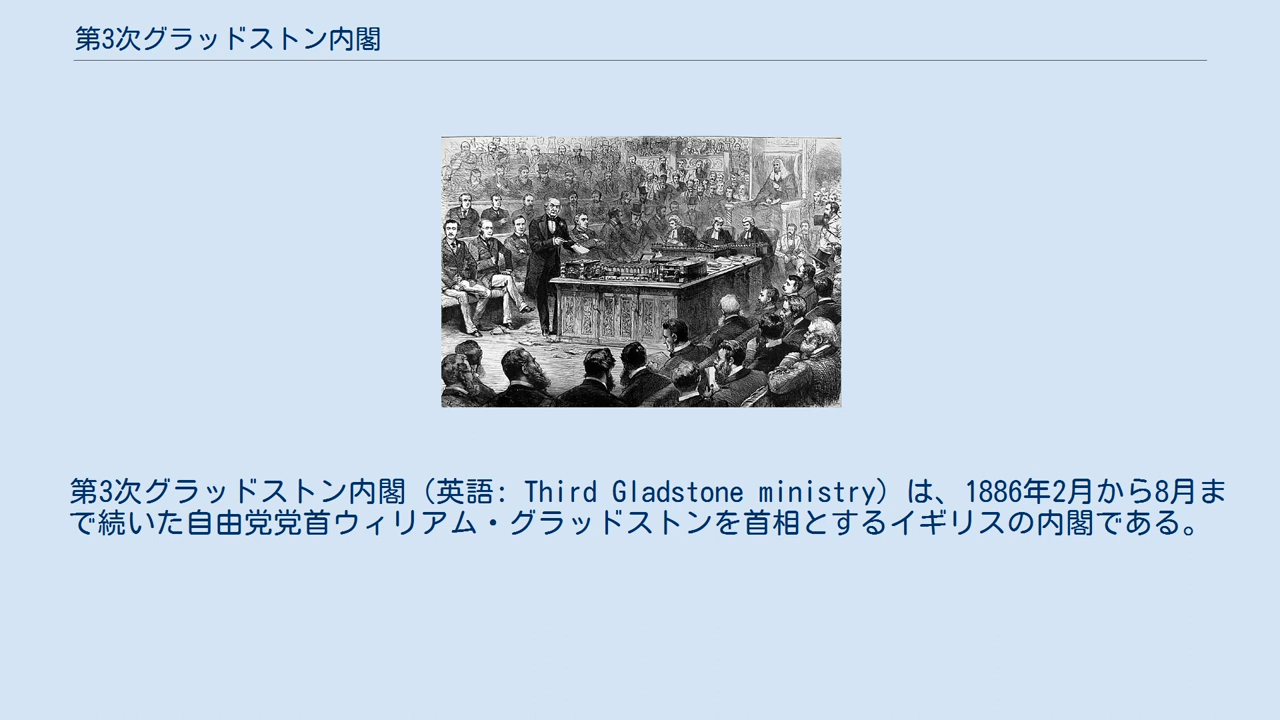 第3次グラッドストン内閣
第3次グラッドストン内閣（英語: Third Gladstone ministry）は、1886年2月から8月ま
で続いた自由党党首ウィリアム・グラッドストンを首相とするイギリスの内閣である。